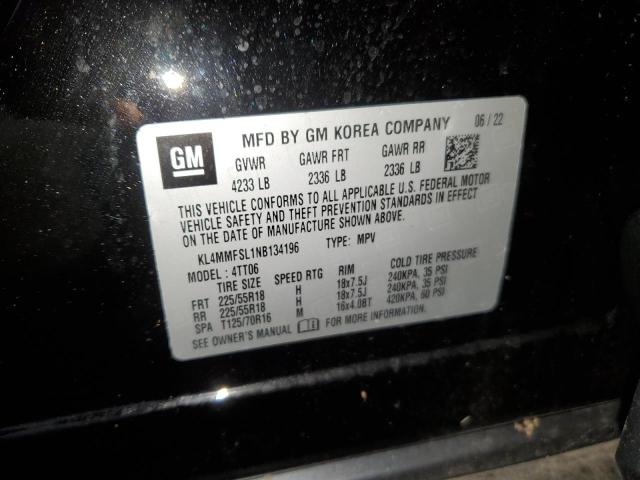 GM
MFD BY GM KOREA COMPANY 06/22
GVWR GAWR FRT GAWR RR
4233 LB 2336 LB 2336 LB
THIS VEHICLE CONFORMS TO ALL APPLICABLE U.S. FEDERAL MOTOR
VEHICLE SAFETY AND THEFT PREVENTION STANDARDS IN EFFECT
ON THE DATE OF MANUFACTURE SHOWN ABOVE.
KL4MMFSL1NB134196 TYPE: MPV
MODEL: 4TT06
TIRE SIZE SPEED RTG RIM COLD TIRE PRESSURE
FRT 225/55R18 H 18x7.5J 240KPA, 35 PSI
RR 225/55R18 H 18x7.5J 240KPA, 35 PSI
SPA T125/70R16 M 16x4.0BT 420KPA, 60 PSI
SEE OWNER'S MANUAL FOR MORE INFORMATION.